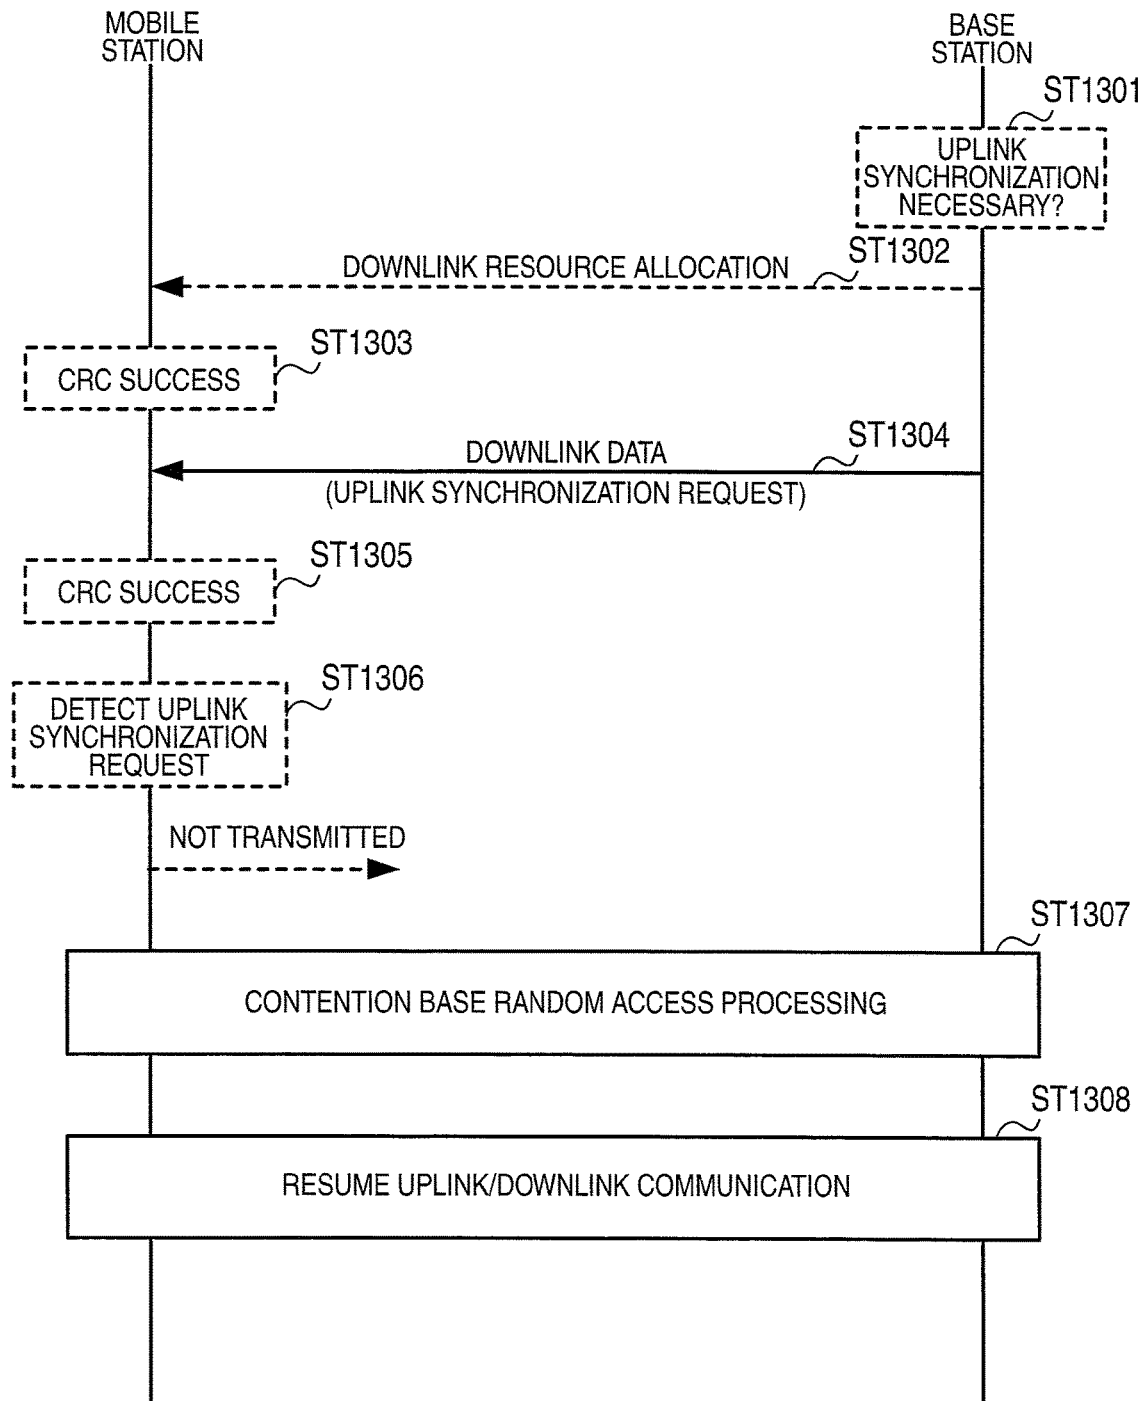 MOBILE
STATION
BASE
STATION
ST1301
UPLINK
SYNCHRONIZATION
NECESSARY?
DOWNLINK RESOURCE ALLOCATION
ST1302
ST1303
CRC SUCCESS
DOWNLINK DATA
ST1304
(UPLINK SYNCHRONIZATION REQUEST)
ST1305
CRC SUCCESS
ST1306
DETECT UPLINK
SYNCHRONIZATION
REQUEST
NOT TRANSMITTED
ST1307
CONTENTION BASE RANDOM ACCESS PROCESSING
ST1308
RESUME UPLINK/DOWNLINK COMMUNICATION